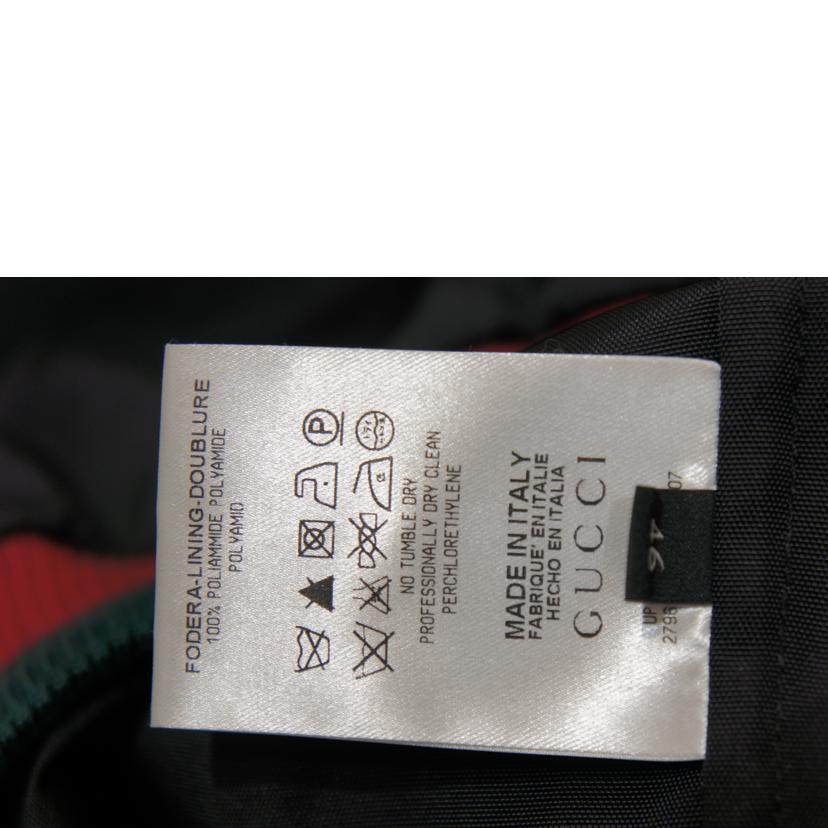 FODERA-LINING-DOUBLURE
100% POLIAMMIDE POLYAMIDE
POLYAMID
P
NO TUMBLE DRY
PROFESSIONALLY DRY CLEAN
PERCHLORETHYLENE
MADE IN ITALY
FABRIQUE' EN ITALIE
HECHO EN ITALIA
GUCCI
46
UP